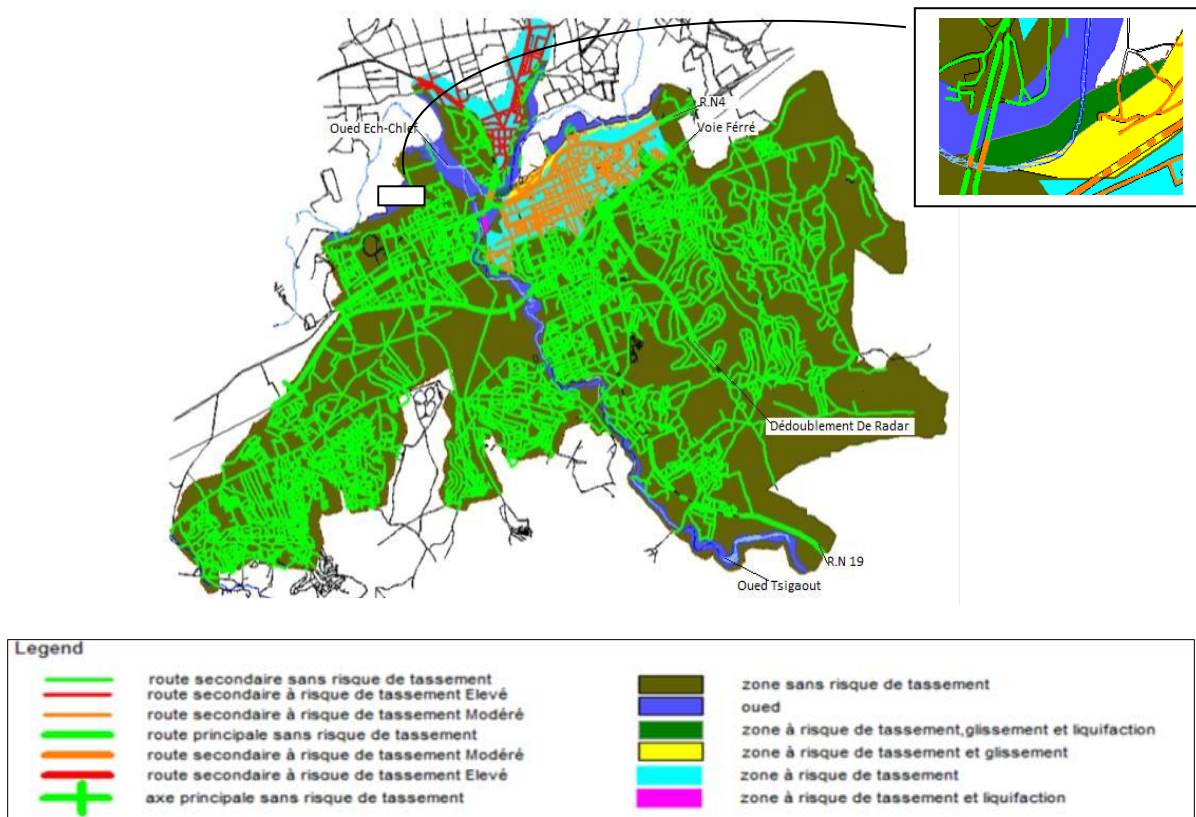 R.N4
Oued Ech-Chlef
Voie Férré
Dédoublement De Radar
R.N 19
Oued Tsigaout
Legend
route secondaire sans risque de tassement
route secondaire à risque de tassement Elevé
route secondaire à risque de tassement Modéré
route principale sans risque de tassement
route secondaire à risque de tassement Modéré
route secondaire à risque de tassement Elevé
axe principale sans risque de tassement
zone sans risque de tassement
oued
zone à risque de tassement,glissement et liquifaction
zone à risque de tassement et glissement
zone à risque de tassement
zone à risque de tassement et liquifaction